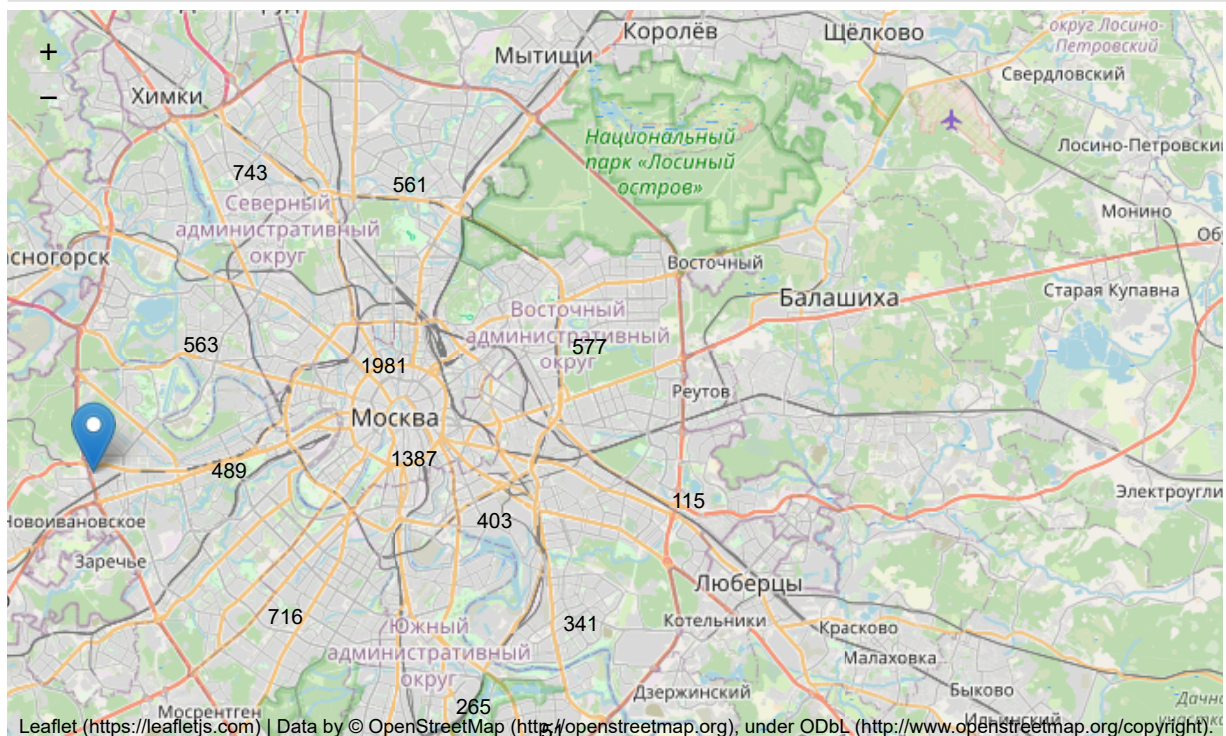 Королёв
Щёлково
округ Лосино-
Петровский
+
Мытищи
Свердловский
−
Химки
Национальный
парк «Лосиный
остров»
Лосино-Петровски
743
561
Северный
административный
округ
Монино
сногорск
Восточный
Балашиха
Старая Купавна
Восточный
административный
округ
577
563
1981
Реутов
Москва
1387
489
115
Электроугли
403
Новоивановское
Заречье
Люберцы
716
341
Южный
административный
округ
Котельники
Красково
Малаховка
265
Дзержинский
Быково
Мосрентген
Ильинский
Leaflet (https://leafletjs.com) | Data by © OpenStreetMap (http://openstreetmap.org), under ODbL (http://www.openstreetmap.org/copyright).